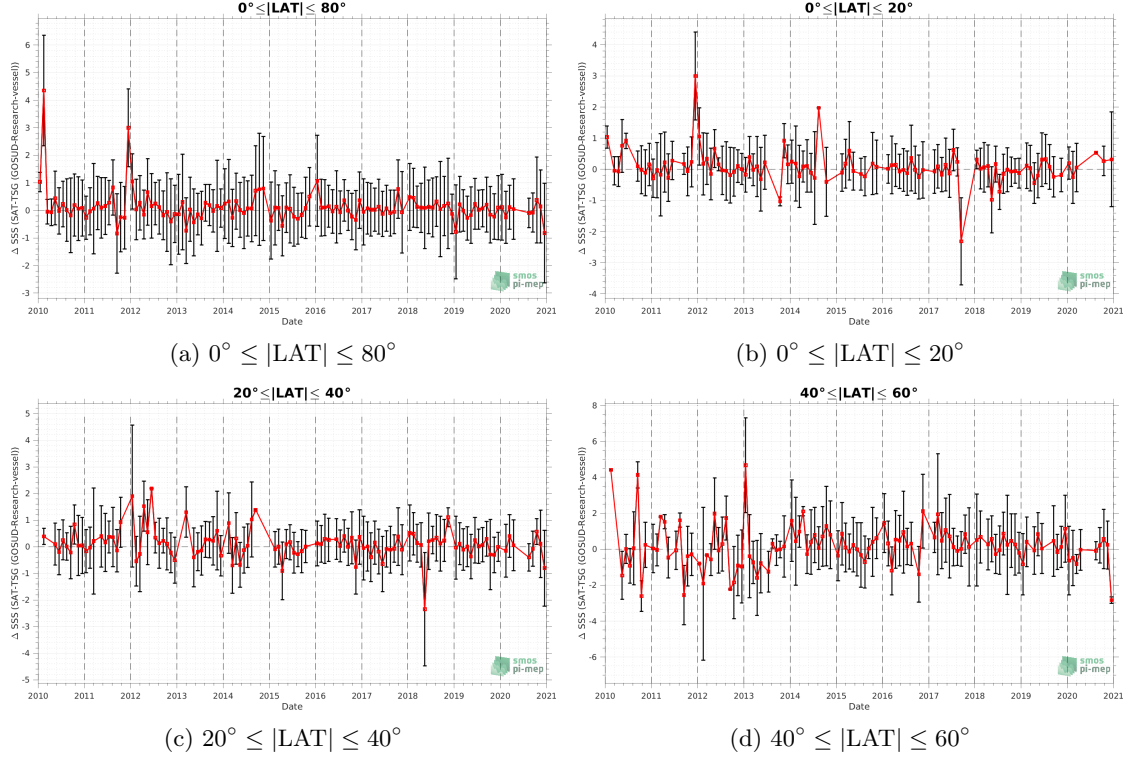 0°≤|LAT|≤ 80°
Δ SSS (SAT-TSG (GOSUD-Research-vessel))
6
5
4
3
2
1
0
-1
-2
-3
2010 2011 2012 2013 2014 2015 2016 2017 2018 2019 2020 2021
Date
smos
pi-mep
(a) 0° ≤ |LAT| ≤ 80°
0°≤|LAT|≤ 20°
Δ SSS (SAT-TSG (GOSUD-Research-vessel))
4
3
2
1
0
-1
-2
-3
-4
2010 2011 2012 2013 2014 2015 2016 2017 2018 2019 2020 2021
Date
smos
pi-mep
(b) 0° ≤ |LAT| ≤ 20°
20°≤|LAT|≤ 40°
Δ SSS (SAT-TSG (GOSUD-Research-vessel))
5
4
3
2
1
0
-1
-2
-3
-4
-5
2010 2011 2012 2013 2014 2015 2016 2017 2018 2019 2020 2021
Date
smos
pi-mep
(c) 20° ≤ |LAT| ≤ 40°
40°≤|LAT|≤ 60°
Δ SSS (SAT-TSG (GOSUD-Research-vessel))
8
6
4
2
0
-2
-4
-6
2010 2011 2012 2013 2014 2015 2016 2017 2018 2019 2020 2021
Date
smos
pi-mep
(d) 40° ≤ |LAT| ≤ 60°